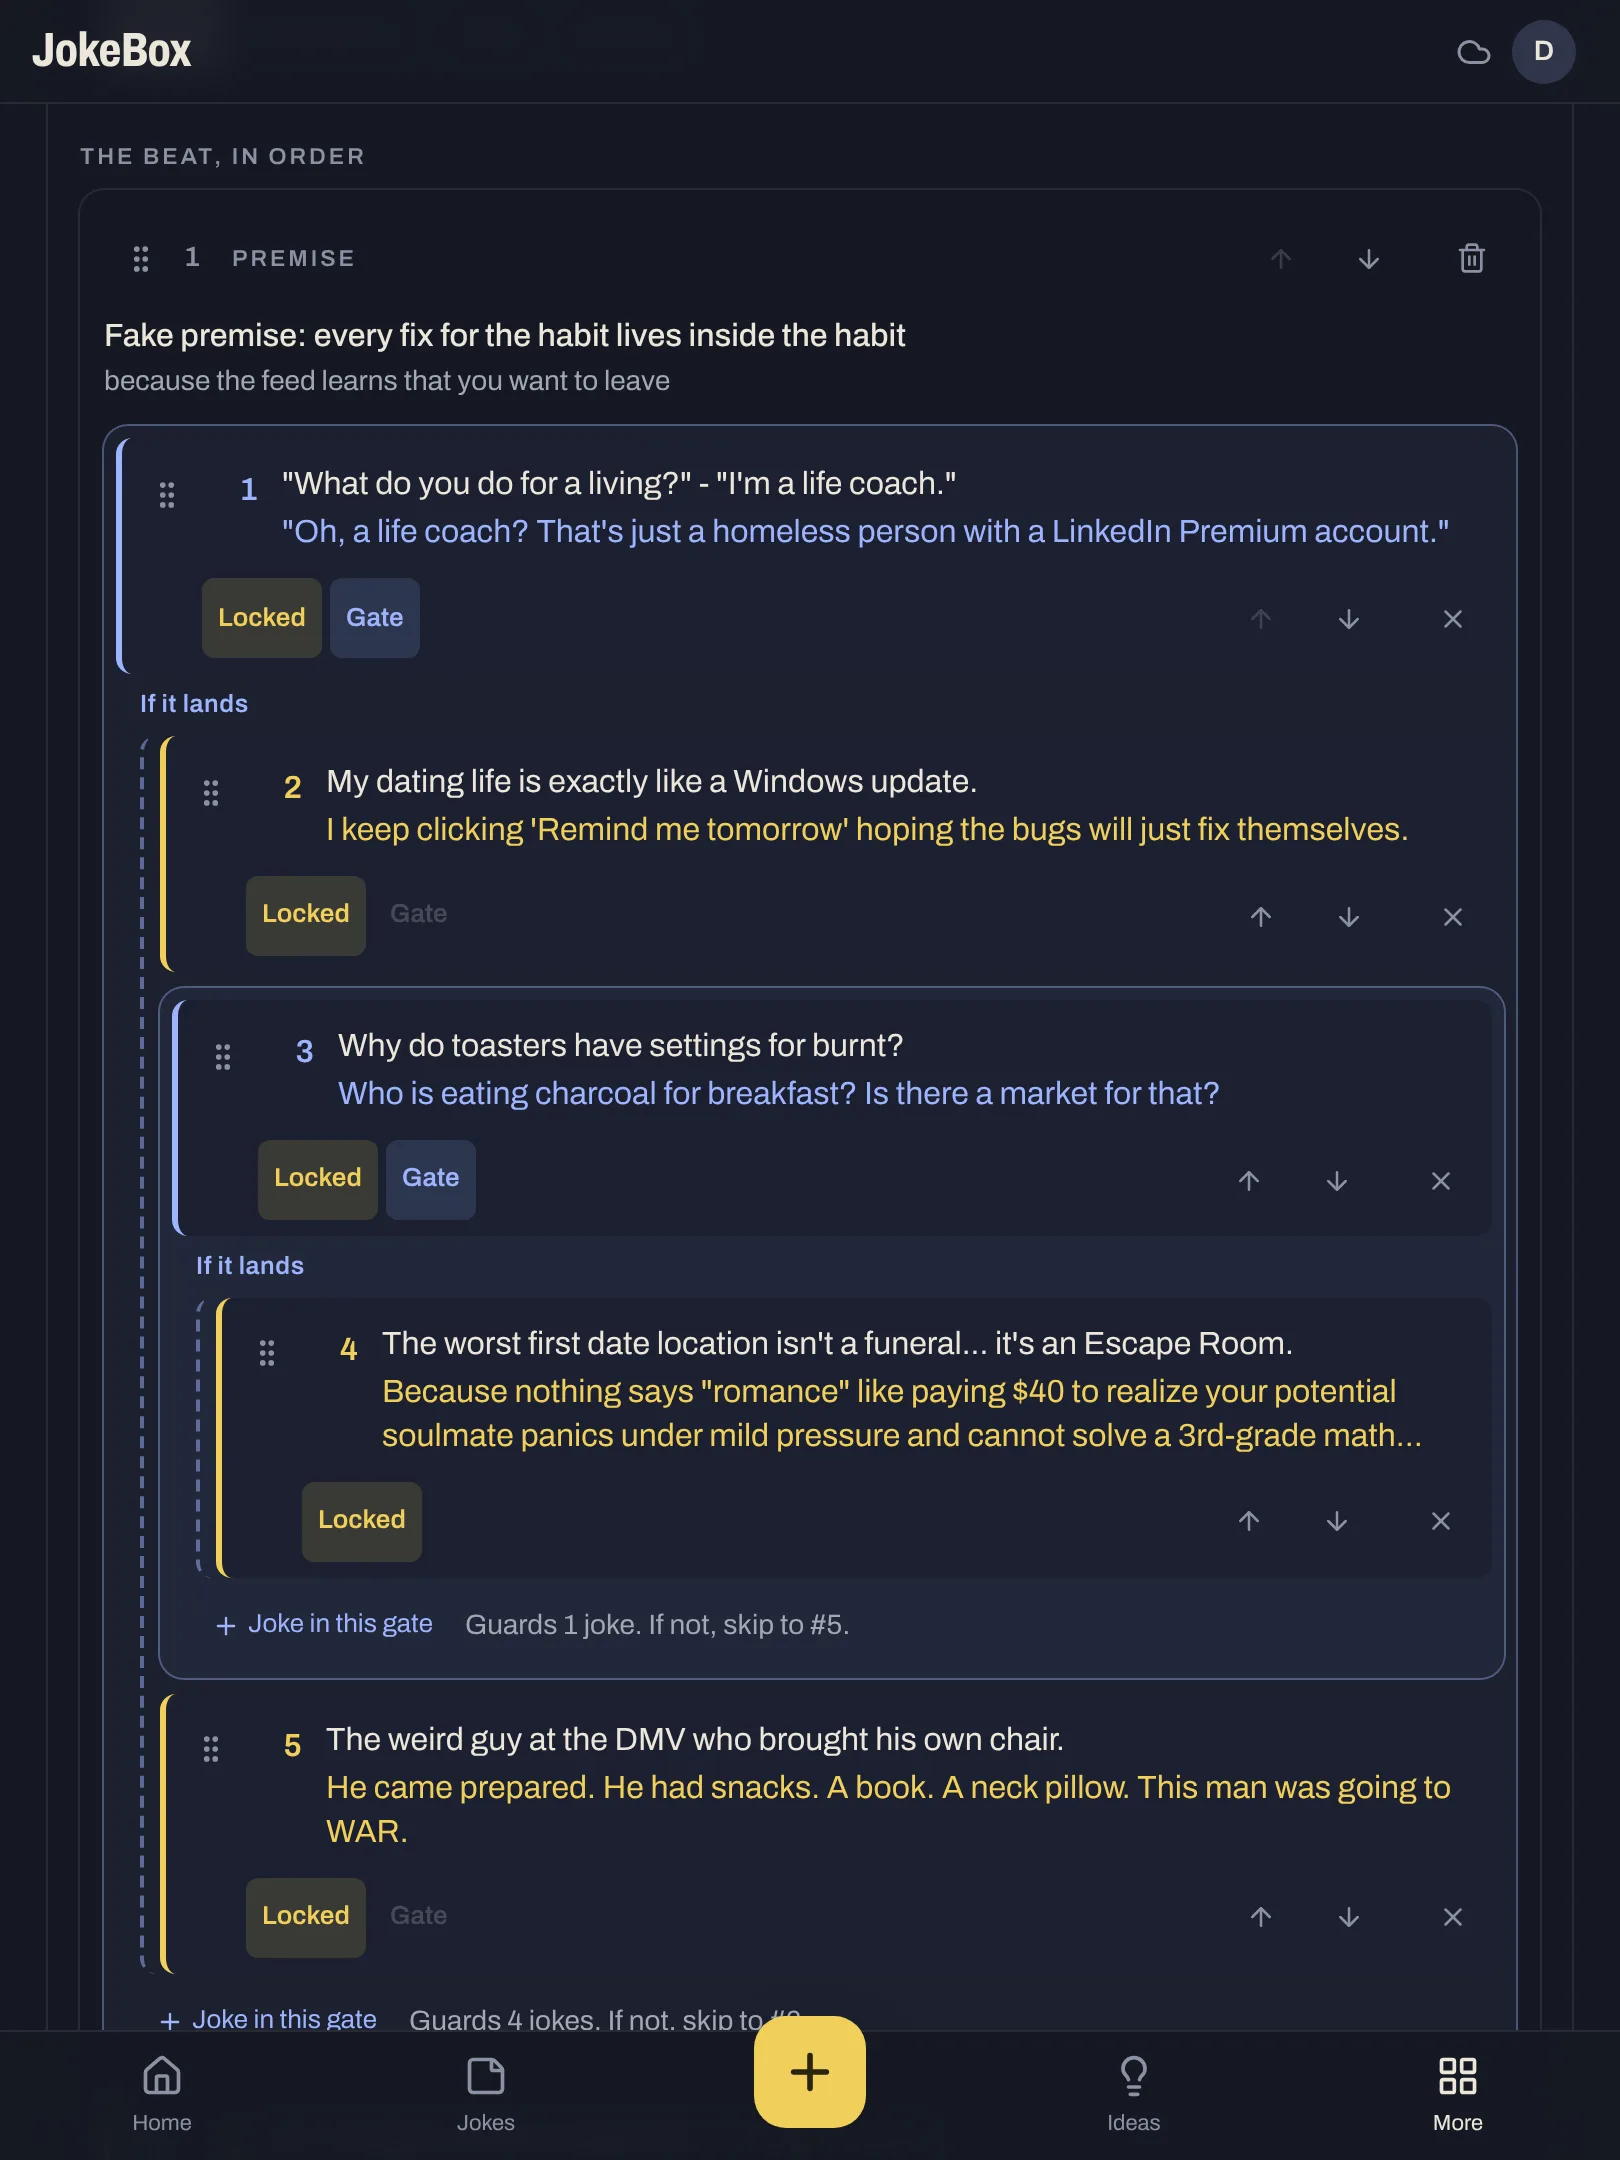 JokeBox
D
THE BEAT, IN ORDER
1 PREMISE
Fake premise: every fix for the habit lives inside the habit
because the feed learns that you want to leave
1 "What do you do for a living?" - "I'm a life coach."
"Oh, a life coach? That's just a homeless person with a LinkedIn Premium account."
Locked Gate
If it lands
2 My dating life is exactly like a Windows update.
I keep clicking 'Remind me tomorrow' hoping the bugs will just fix themselves.
Locked Gate
3 Why do toasters have settings for burnt?
Who is eating charcoal for breakfast? Is there a market for that?
Locked Gate
If it lands
4 The worst first date location isn't a funeral... it's an Escape Room.
Because nothing says "romance" like paying $40 to realize your potential
soulmate panics under mild pressure and cannot solve a 3rd-grade math...
Locked
+ Joke in this gate Guards 1 joke. If not, skip to #5.
5 The weird guy at the DMV who brought his own chair.
He came prepared. He had snacks. A book. A neck pillow. This man was going to
WAR.
Locked Gate
+ Joke in this gate Guards 4 jokes. If not, skip to
Home Jokes Ideas More